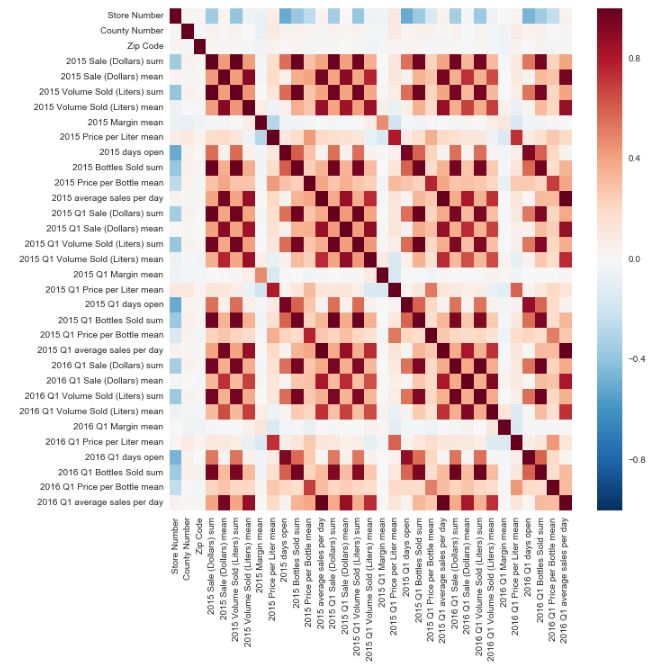 Store Number
County Number
Zip Code
2015 Sale (Dollars) sum
2015 Sale (Dollars) mean
2015 Volume Sold (Liters) sum
2015 Volume Sold (Liters) mean
2015 Margin mean
2015 Price per Liter mean
2015 days open
2015 Bottles Sold sum
2015 Price per Bottle mean
2015 average sales per day
2015 Q1 Sale (Dollars) sum
2015 Q1 Sale (Dollars) mean
2015 Q1 Volume Sold (Liters) sum
2015 Q1 Volume Sold (Liters) mean
2015 Q1 Margin mean
2015 Q1 Price per Liter mean
2015 Q1 days open
2015 Q1 Bottles Sold sum
2015 Q1 Price per Bottle mean
2015 Q1 average sales per day
2016 Q1 Sale (Dollars) sum
2016 Q1 Sale (Dollars) mean
2016 Q1 Volume Sold (Liters) sum
2016 Q1 Volume Sold (Liters) mean
2016 Q1 Margin mean
2016 Q1 Price per Liter mean
2016 Q1 days open
2016 Q1 Bottles Sold sum
2016 Q1 Price per Bottle mean
2016 Q1 average sales per day
0.8
0.4
0.0
−0.4
−0.8
Store Number
County Number
Zip Code
2015 Sale (Dollars) sum
2015 Sale (Dollars) mean
2015 Volume Sold (Liters) sum
2015 Volume Sold (Liters) mean
2015 Margin mean
2015 Price per Liter mean
2015 days open
2015 Bottles Sold sum
2015 Price per Bottle mean
2015 average sales per day
2015 Q1 Sale (Dollars) sum
2015 Q1 Sale (Dollars) mean
2015 Q1 Volume Sold (Liters) sum
2015 Q1 Volume Sold (Liters) mean
2015 Q1 Margin mean
2015 Q1 Price per Liter mean
2015 Q1 days open
2015 Q1 Bottles Sold sum
2015 Q1 Price per Bottle mean
2015 Q1 average sales per day
2016 Q1 Sale (Dollars) sum
2016 Q1 Sale (Dollars) mean
2016 Q1 Volume Sold (Liters) sum
2016 Q1 Volume Sold (Liters) mean
2016 Q1 Margin mean
2016 Q1 Price per Liter mean
2016 Q1 days open
2016 Q1 Bottles Sold sum
2016 Q1 Price per Bottle mean
2016 Q1 average sales per day